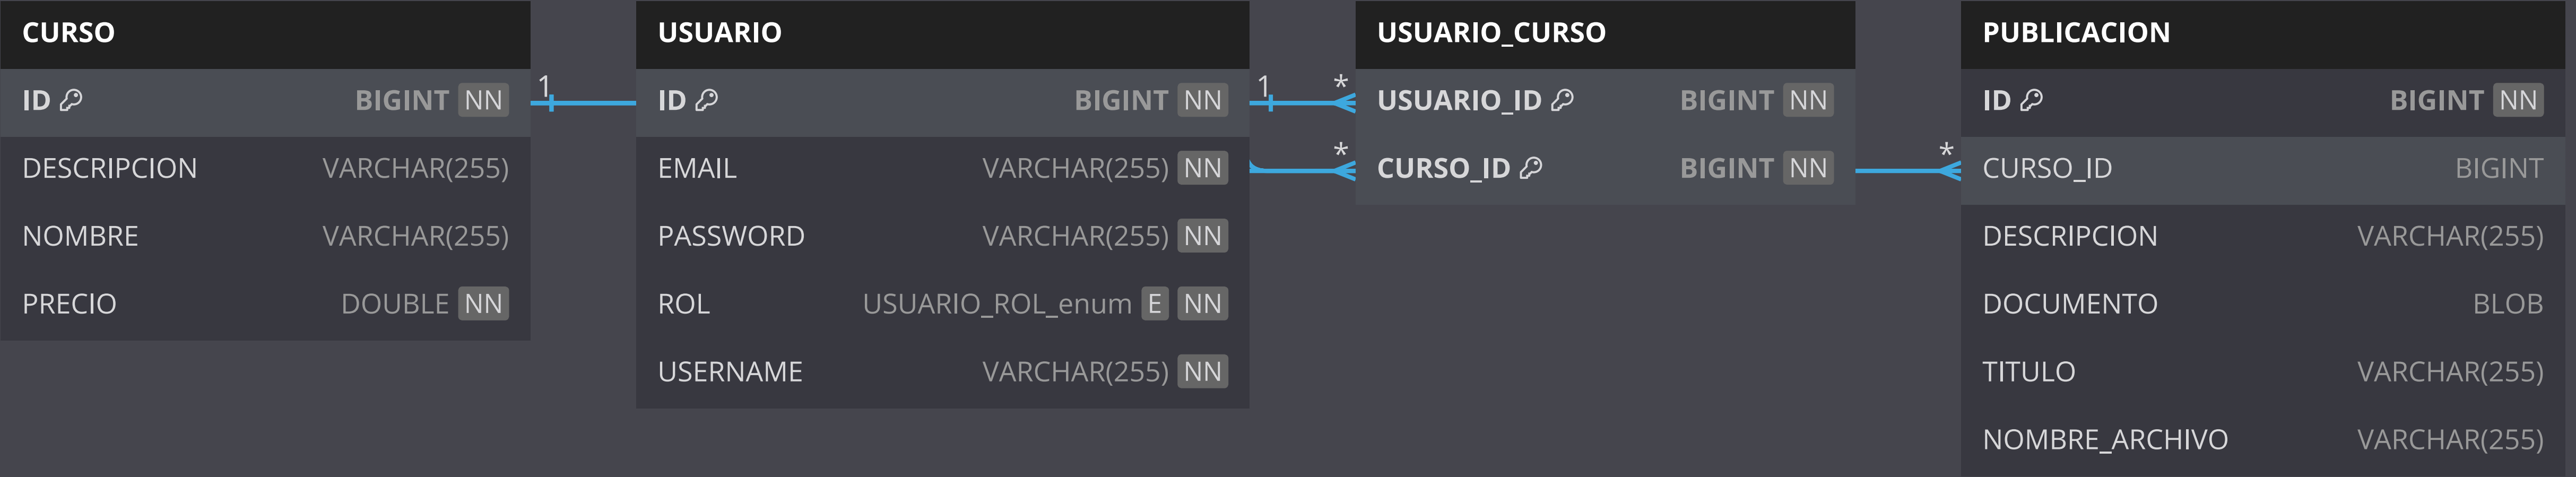 CURSO
ID BIGINT NN
DESCRIPCION VARCHAR(255)
NOMBRE VARCHAR(255)
PRECIO DOUBLE NN
1
USUARIO
ID BIGINT NN
EMAIL VARCHAR(255) NN
PASSWORD VARCHAR(255) NN
ROL USUARIO_ROL_enum E NN
USERNAME VARCHAR(255) NN
1 *
*
USUARIO_CURSO
USUARIO_ID BIGINT NN
CURSO_ID BIGINT NN
*
PUBLICACION
ID BIGINT NN
CURSO_ID BIGINT
DESCRIPCION VARCHAR(255)
DOCUMENTO BLOB
TITULO VARCHAR(255)
NOMBRE_ARCHIVO VARCHAR(255)